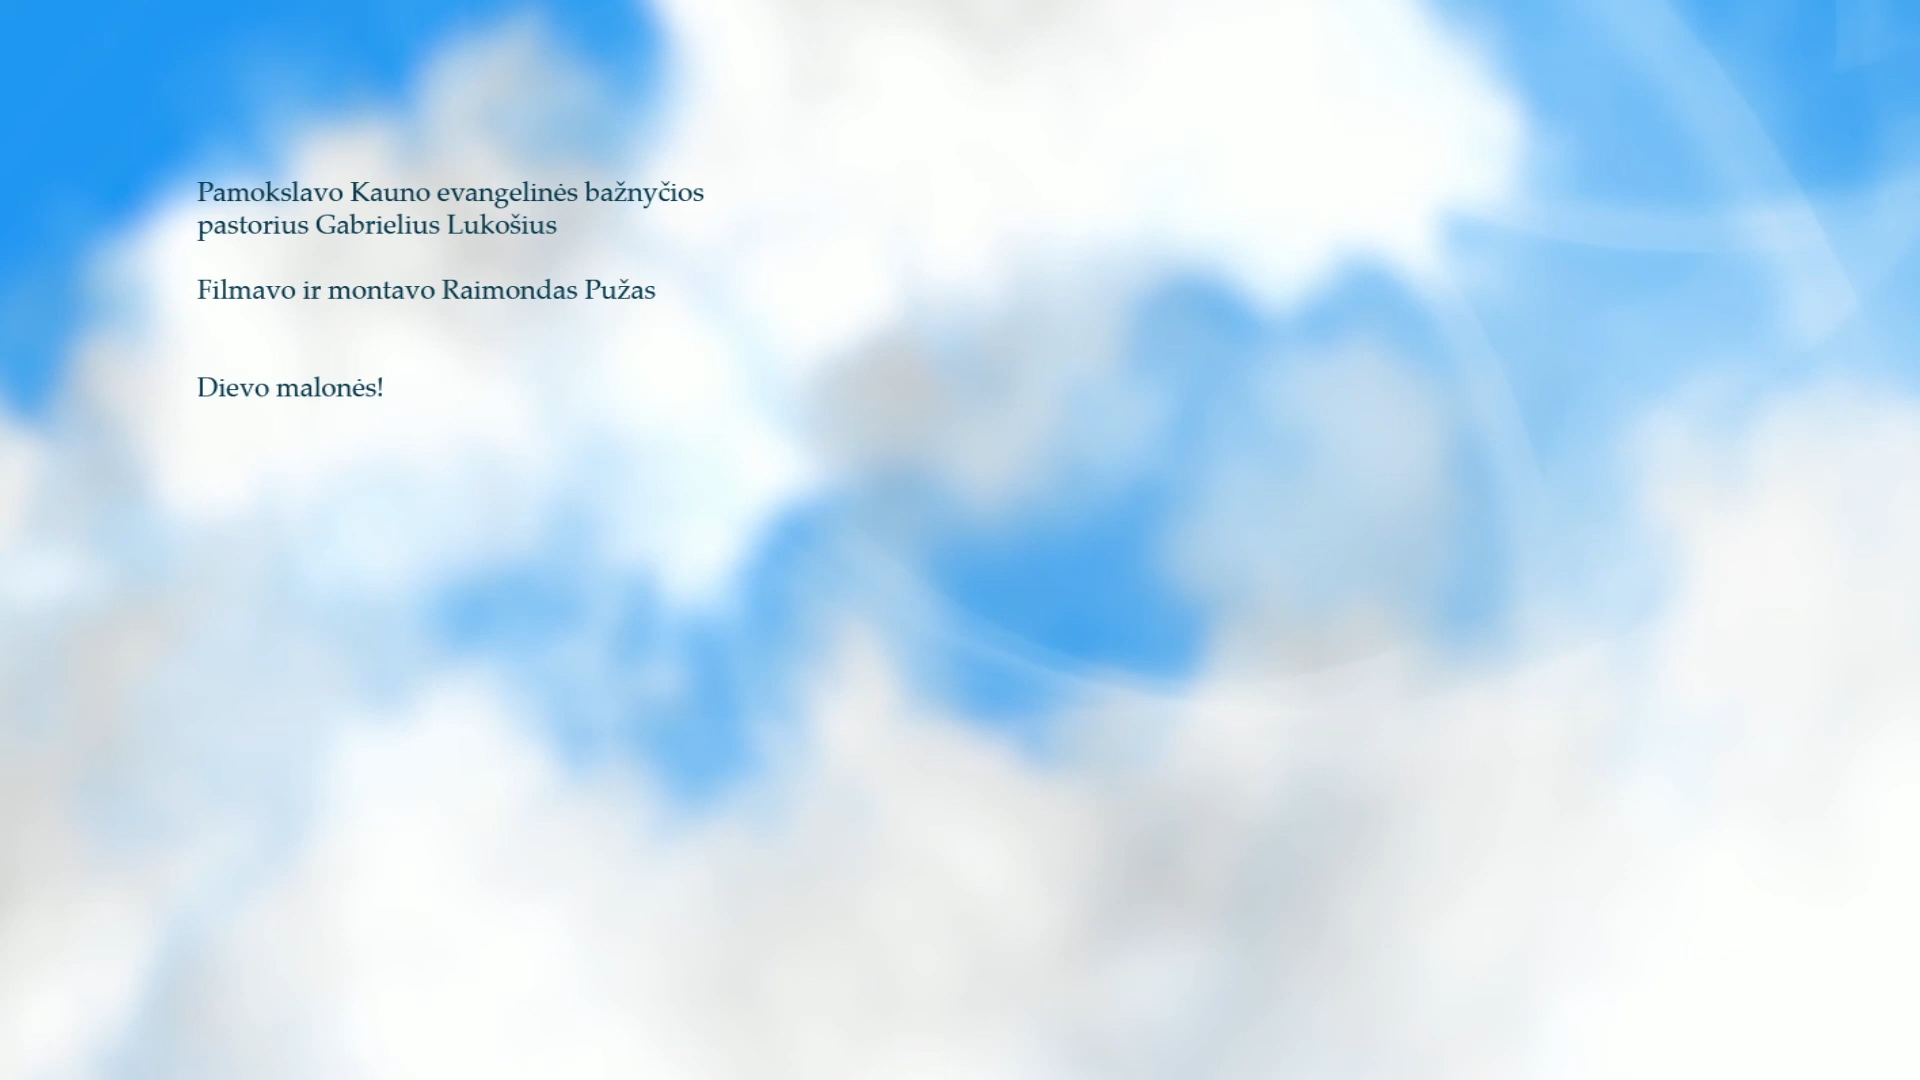 Pamokslavo Kauno evangelinės bažnyčios
pastorius Gabrielius Lukošius
Filmavo ir montavo Raimondas Pužas
Dievo malonės!